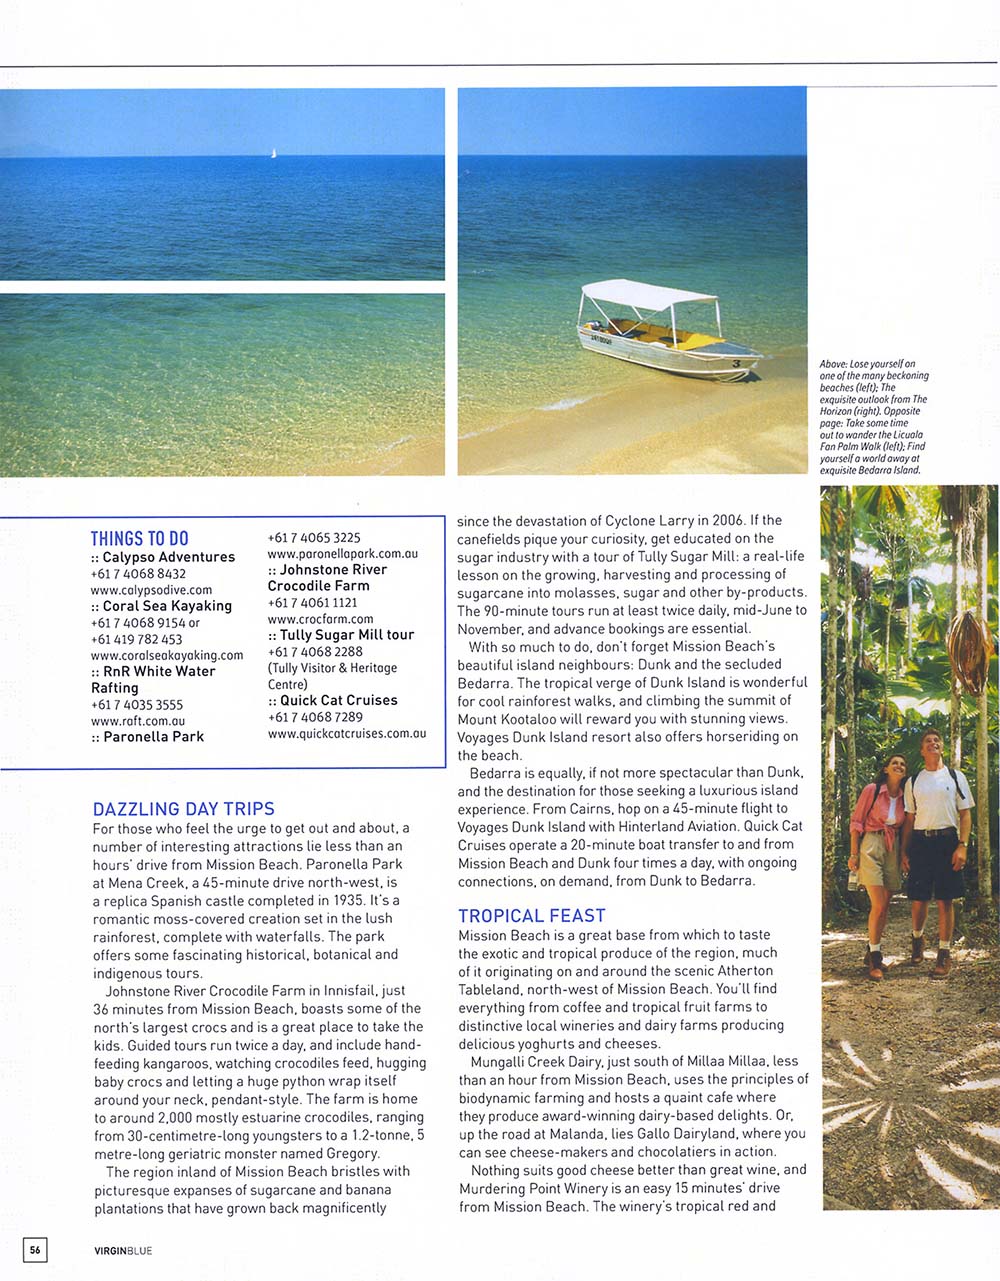 Above: Lose yourself on
one of the many beckoning
beaches (left); The
exquisite outlook from The
Horizon (right). Opposite
page: Take some time
out to wander the Licuala
Fan Palm Walk (left); Find
yourself a world away at
exquisite Bedarra Island.
3
THINGS TO DO
:: Calypso Adventures
+61 7 4068 8432
www.calypsodive.com
:: Coral Sea Kayaking
+61 7 4068 9154 or
+61 419 782 453
www.coralseakayaking.com
:: RnR White Water
Rafting
+61 7 4035 3555
www.raft.com.au
:: Paronella Park
+61 7 4065 3225
www.paronellapark.com.au
:: Johnstone River
Crocodile Farm
+61 7 4061 1121
www.crocfarm.com
:: Tully Sugar Mill tour
+61 7 4068 2288
(Tully Visitor & Heritage
Centre)
:: Quick Cat Cruises
+61 7 4068 7289
www.quickcatcruises.com.au
DAZZLING DAY TRIPS
For those who feel the urge to get out and about, a
number of interesting attractions lie less than an
hours' drive from Mission Beach. Paronella Park
at Mena Creek, a 45-minute drive north-west, is
a replica Spanish castle completed in 1935. It's a
romantic moss-covered creation set in the lush
rainforest, complete with waterfalls. The park
offers some fascinating historical, botanical and
indigenous tours.
Johnstone River Crocodile Farm in Innisfail, just
36 minutes from Mission Beach, boasts some of the
north's largest crocs and is a great place to take the
kids. Guided tours run twice a day, and include hand-
feeding kangaroos, watching crocodiles feed, hugging
baby crocs and letting a huge python wrap itself
around your neck, pendant-style. The farm is home
to around 2,000 mostly estuarine crocodiles, ranging
from 30-centimetre-long youngsters to a 1.2-tonne, 5
metre-long geriatric monster named Gregory.
The region inland of Mission Beach bristles with
picturesque expanses of sugarcane and banana
plantations that have grown back magnificently
since the devastation of Cyclone Larry in 2006. If the
canefields pique your curiosity, get educated on the
sugar industry with a tour of Tully Sugar Mill: a real-life
lesson on the growing, harvesting and processing of
sugarcane into molasses, sugar and other by-products.
The 90-minute tours run at least twice daily, mid-June to
November, and advance bookings are essential.
With so much to do, don't forget Mission Beach's
beautiful island neighbours: Dunk and the secluded
Bedarra. The tropical verge of Dunk Island is wonderful
for cool rainforest walks, and climbing the summit of
Mount Kootaloo will reward you with stunning views.
Voyages Dunk Island resort also offers horseriding on
the beach.
Bedarra is equally, if not more spectacular than Dunk,
and the destination for those seeking a luxurious island
experience. From Cairns, hop on a 45-minute flight to
Voyages Dunk Island with Hinterland Aviation. Quick Cat
Cruises operate a 20-minute boat transfer to and from
Mission Beach and Dunk four times a day, with ongoing
connections, on demand, from Dunk to Bedarra.
TROPICAL FEAST
Mission Beach is a great base from which to taste
the exotic and tropical produce of the region, much
of it originating on and around the scenic Atherton
Tableland, north-west of Mission Beach. You'll find
everything from coffee and tropical fruit farms to
distinctive local wineries and dairy farms producing
delicious yoghurts and cheeses.
Mungalli Creek Dairy, just south of Millaa Millaa, less
than an hour from Mission Beach, uses the principles of
biodynamic farming and hosts a quaint cafe where
they produce award-winning dairy-based delights. Or,
up the road at Malanda, lies Gallo Dairyland, where you
can see cheese-makers and chocolatiers in action.
Nothing suits good cheese better than great wine, and
Murdering Point Winery is an easy 15 minutes' drive
from Mission Beach. The winery's tropical red and
56
VIRGINBLUE